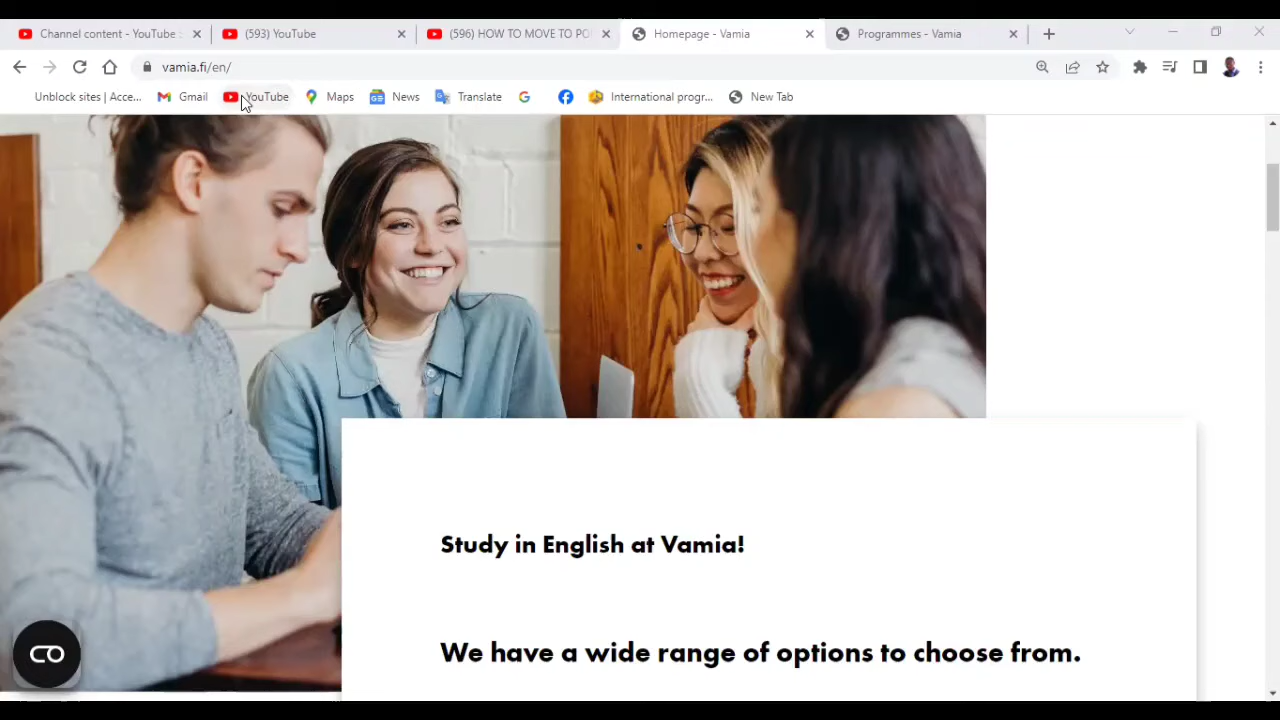 Channel content - YouTube
(593) YouTube
(596) HOW TO MOVE TO PO
Homepage - Vamia
Programmes - Vamia
vamia.fi/en/
Unblock sites | Acce...
Gmail
YouTube
Maps
News
Translate
International progr...
New Tab
Study in English at Vamia!
We have a wide range of options to choose from.